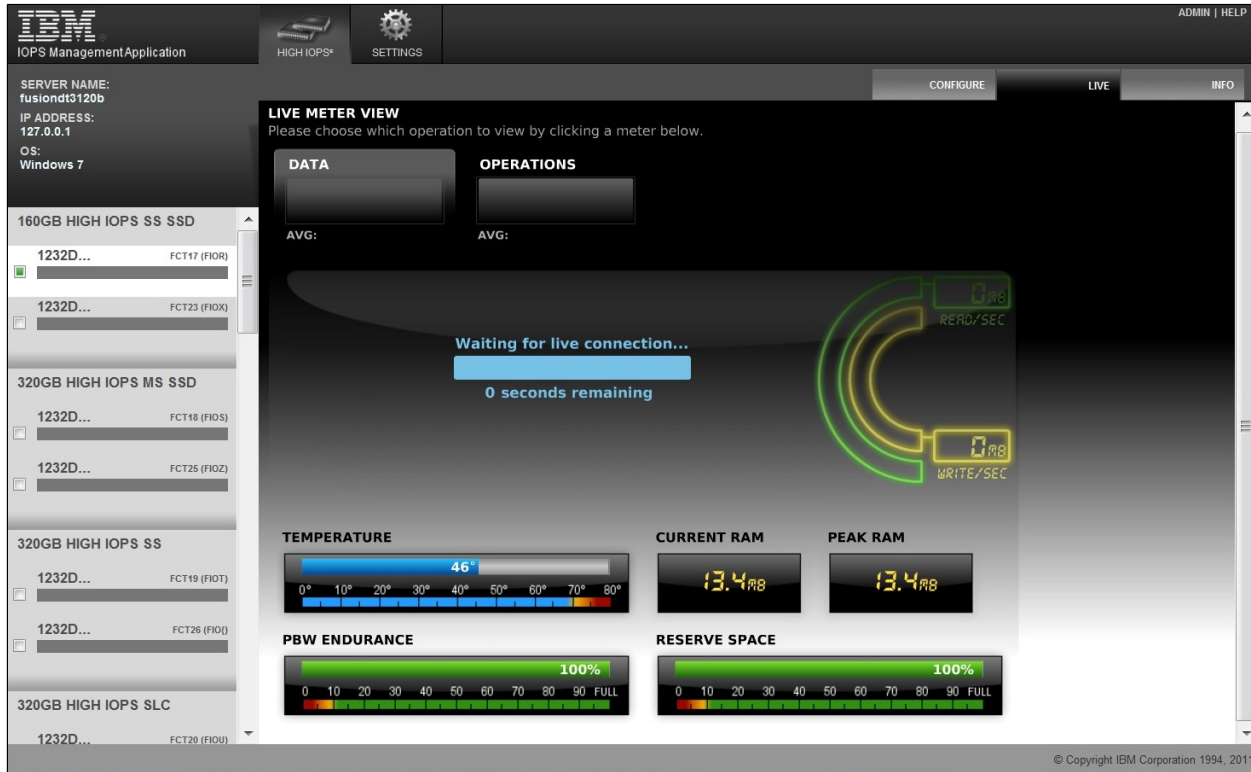 IBM
IOPS Management Application
HIGH IOPS
SETTINGS
ADMIN | HELP
SERVER NAME:
fusiondt3120b
IP ADDRESS:
127.0.0.1
OS:
Windows 7
CONFIGURE
LIVE
INFO
160GB HIGH IOPS SS SSD
1232D... FCT17 (FIOR)
1232D... FCT23 (FIOX)
320GB HIGH IOPS MS SSD
1232D... FCT18 (FIOS)
1232D... FCT25 (FIOZ)
320GB HIGH IOPS SS
1232D... FCT19 (FIOT)
1232D... FCT26 (FIO[)
320GB HIGH IOPS SLC
1232D... FCT20 (FIOU)
LIVE METER VIEW
Please choose which operation to view by clicking a meter below.
DATA
OPERATIONS
AVG:
AVG:
Waiting for live connection...
0 seconds remaining
0MB
READ/SEC
0MB
WRITE/SEC
TEMPERATURE
46°
0° 10° 20° 30° 40° 50° 60° 70° 80°
CURRENT RAM
13.4MB
PEAK RAM
13.4MB
PBW ENDURANCE
100%
0 10 20 30 40 50 60 70 80 90 FULL
RESERVE SPACE
100%
0 10 20 30 40 50 60 70 80 90 FULL
© Copyright IBM Corporation 1994, 2011